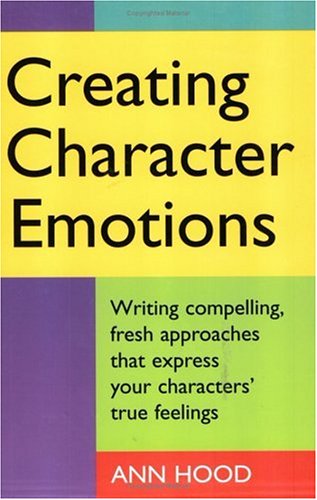 Creating
Character
Emotions
Writing compelling,
fresh approaches
that express
your characters'
true feelings
ANN HOOD